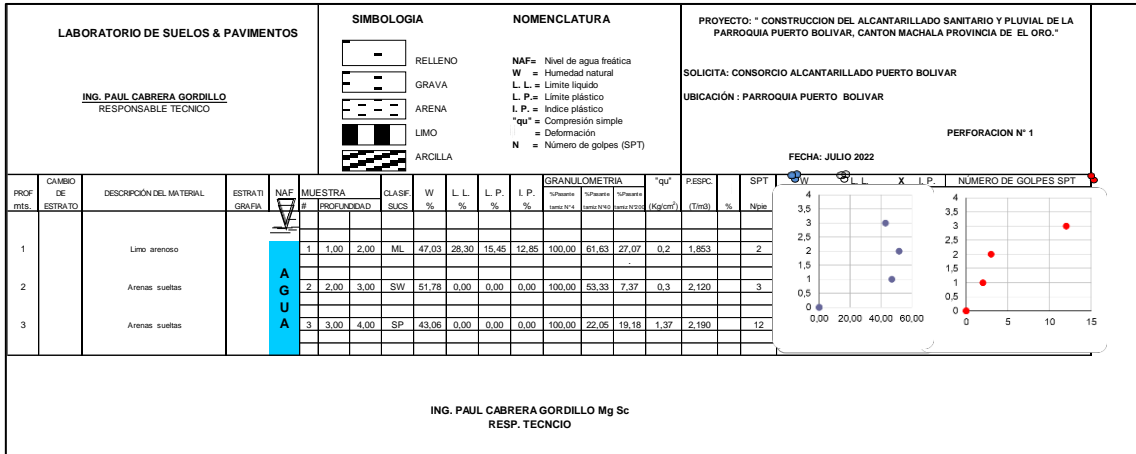 LABORATORIO DE SUELOS & PAVIMENTOS
ING. PAUL CABRERA GORDILLO
RESPONSABLE TECNICO
SIMBOLOGIA
RELLENO
GRAVA
ARENA
LIMO
ARCILLA
NOMENCLATURA
NAF= Nivel de agua freática
W = Humedad natural
L. L. = Limite liquido
L. P.= Límite plástico
I. P. = Indice plástico
"qu" = Compresión simple
= Deformación
N = Número de golpes (SPT)
PROYECTO: " CONSTRUCCION DEL ALCANTARILLADO SANITARIO Y PLUVIAL DE LA
PARROQUIA PUERTO BOLIVAR, CANTON MACHALA PROVINCIA DE EL ORO."
SOLICITA: CONSORCIO ALCANTARILLADO PUERTO BOLIVAR
UBICACIÓN : PARROQUIA PUERTO BOLIVAR
PERFORACION N° 1
FECHA: JULIO 2022
PROF mts. CAMBIO DE ESTRATO DESCRIPCIÓN DEL MATERIAL ESTRATI GRAFIA NAF MUESTRA # PROFUNDIDAD CLASIF. SUCS W % L. L. % L. P. % I. P. % GRANULOMETRIA %Pasante tamiz N°4 %Pasante tamiz N°40 %Pasante tamiz N°200 "qu" (Kg/cm²) P.ESPC. (T/m3) % SPT N/pie W L. L. X I. P. NÚMERO DE GOLPES SPT
1 Limo arenoso 1 1,00 2,00 ML 47,03 28,30 15,45 12,85 100,00 61,63 27,07 0,2 1,853 2
2 Arenas sueltas 2 2,00 3,00 SW 51,78 0,00 0,00 0,00 100,00 53,33 7,37 0,3 2,120 3
3 Arenas sueltas 3 3,00 4,00 SP 43,06 0,00 0,00 0,00 100,00 22,05 19,18 1,37 2,190 12
AGUA
4
3,5
3
2,5
2
1,5
1
0,5
0
0,00 20,00 40,00 60,00
4
3,5
3
2,5
2
1,5
1
0,5
0
0 5 10 15
ING. PAUL CABRERA GORDILLO Mg Sc
RESP. TECNCIO